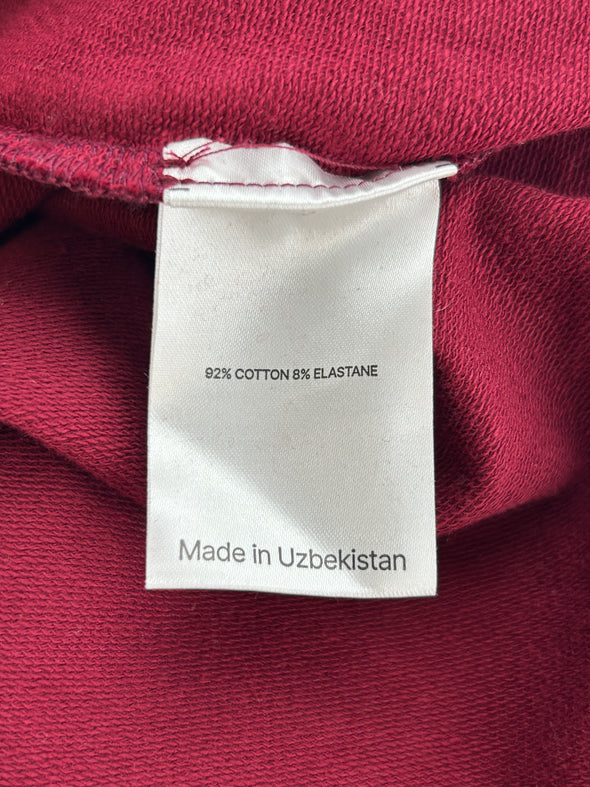 92% COTTON 8% ELASTANE
Made in Uzbekistan